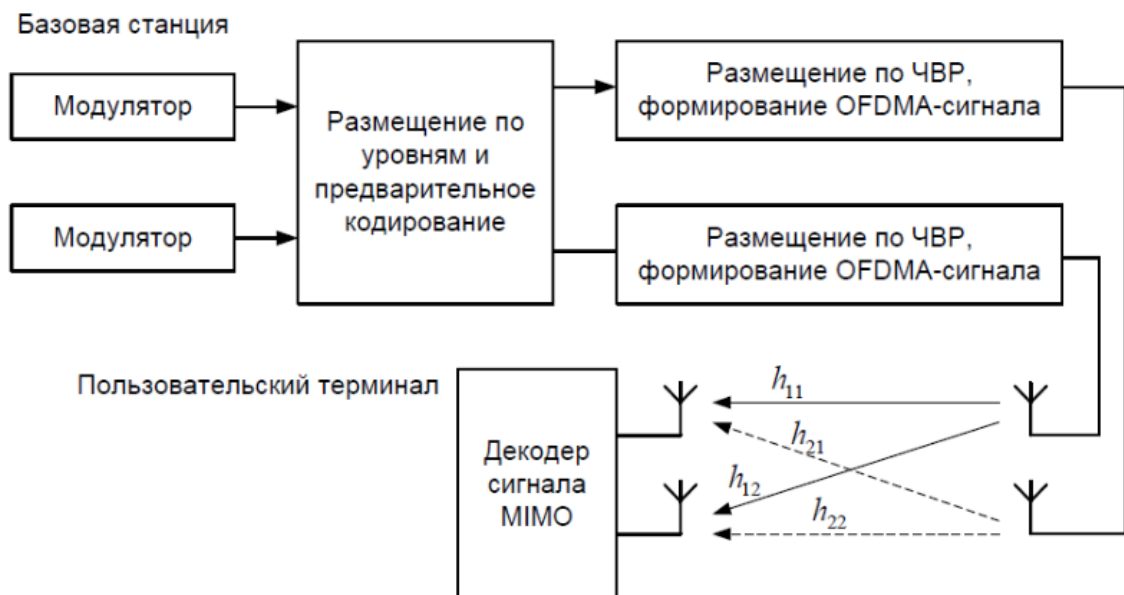 Базовая станция
Модулятор
Модулятор
Размещение по
уровням и
предварительное
кодирование
Размещение по ЧВР,
формирование OFDMA-сигнала
Размещение по ЧВР,
формирование OFDMA-сигнала
Пользовательский терминал
Декодер
сигнала
MIMO
h11
h21
h12
h22